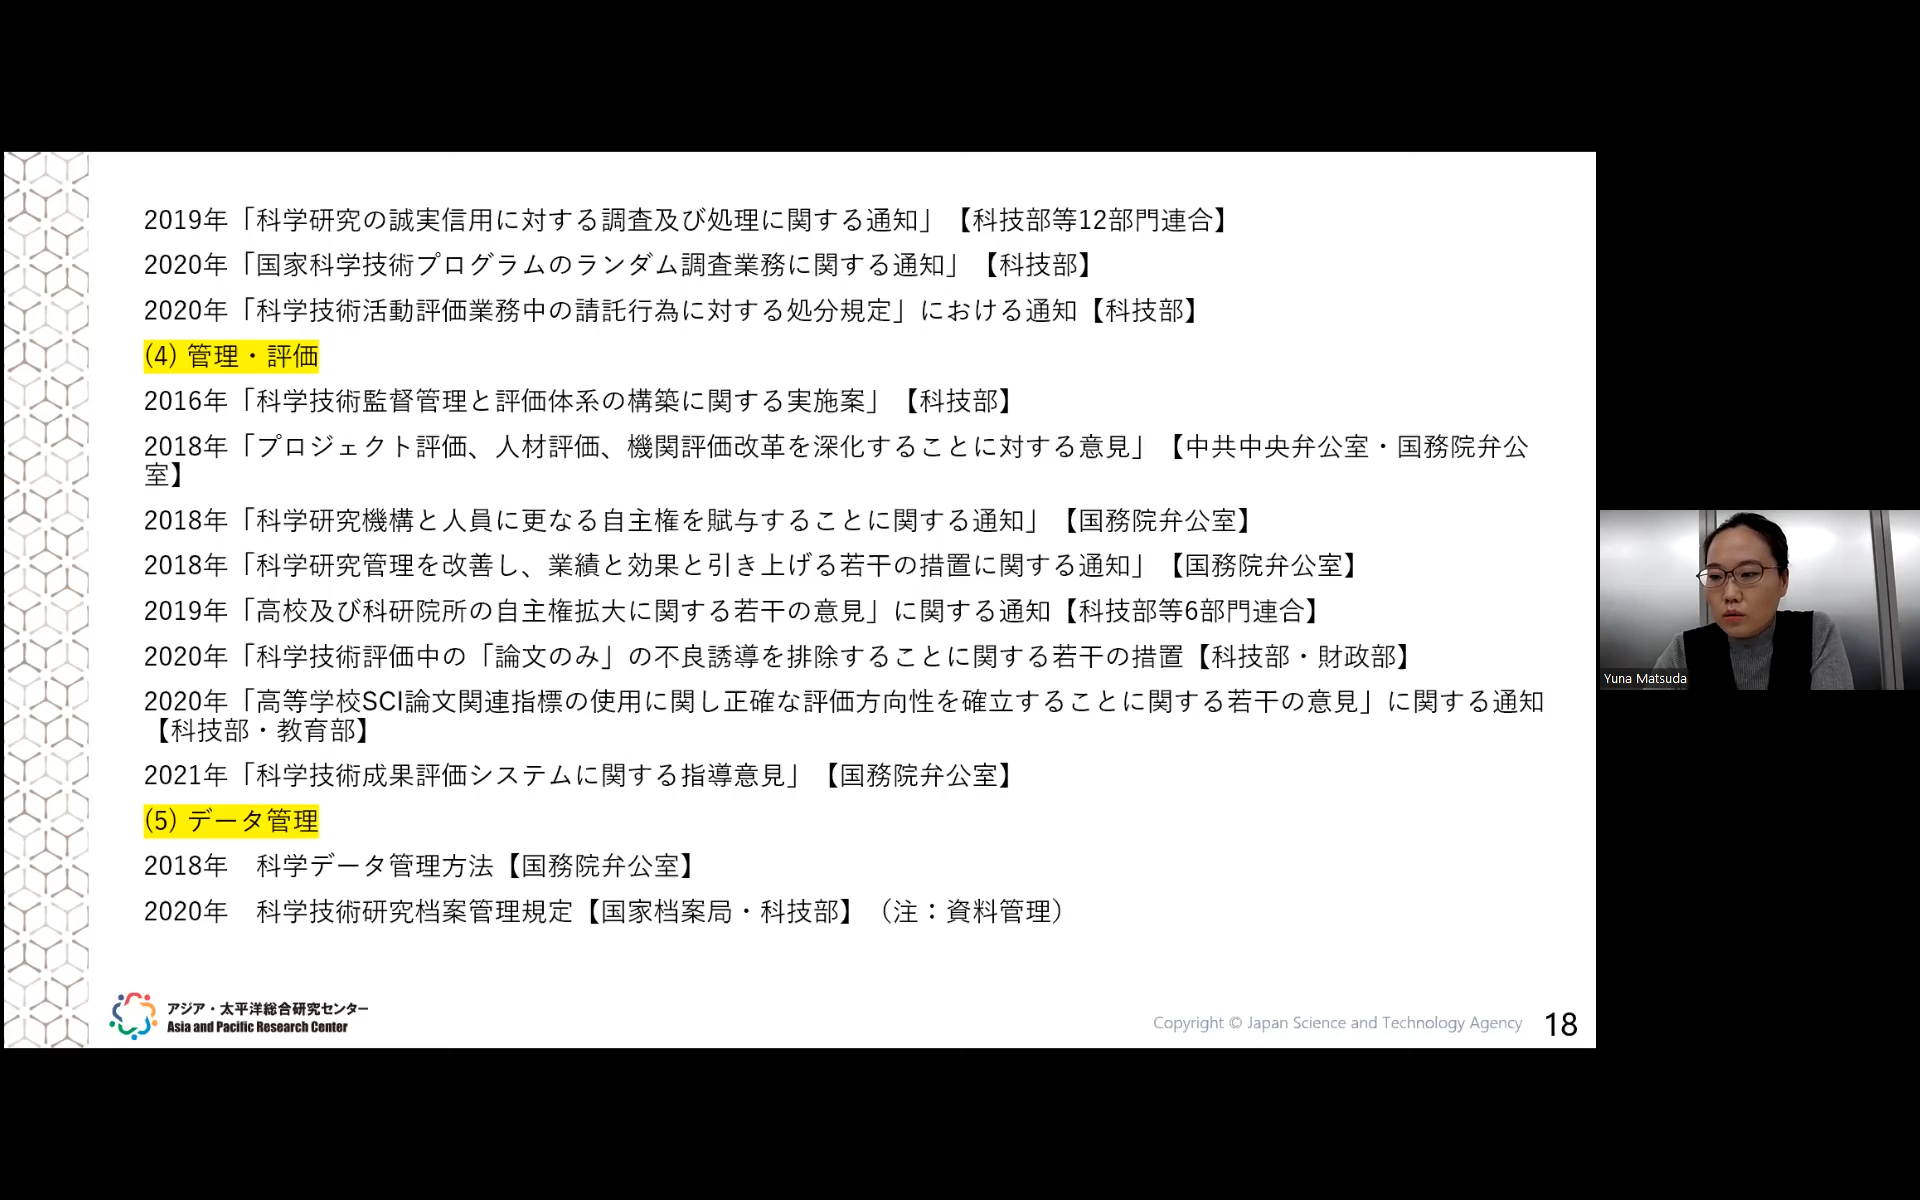 2019年「科学研究の誠実信用に対する調査及び処理に関する通知」【科技部等12部門連合】
2020年「国家科学技術プログラムのランダム調査業務に関する通知」【科技部】
2020年「科学技術活動評価業務中の請託行為に対する処分規定」における通知【科技部】
(4) 管理・評価
2016年「科学技術監督管理と評価体系の構築に関する実施案」【科技部】
2018年「プロジェクト評価、人材評価、機関評価改革を深化することに対する意見」【中共中央弁公室・国務院弁公
室】
2018年「科学研究機構と人員に更なる自主権を賦与することに関する通知」【国務院弁公室】
2018年「科学研究管理を改善し、業績と効果と引き上げる若干の措置に関する通知」【国務院弁公室】
2019年「高校及び科研院所の自主権拡大に関する若干の意見」に関する通知【科技部等6部門連合】
2020年「科学技術評価中の「論文のみ」の不良誘導を排除することに関する若干の措置【科技部・財政部】
2020年「高等学校SCI論文関連指標の使用に関し正確な評価方向性を確立することに関する若干の意見」に関する通知
【科技部・教育部】
2021年「科学技術成果評価システムに関する指導意見」【国務院弁公室】
(5) データ管理
2018年　科学データ管理方法【国務院弁公室】
2020年　科学技術研究档案管理規定【国家档案局・科技部】（注：資料管理）
アジア・太平洋総合研究センター
Asia and Pacific Research Center
Copyright © Japan Science and Technology Agency
18
Yuna Matsuda